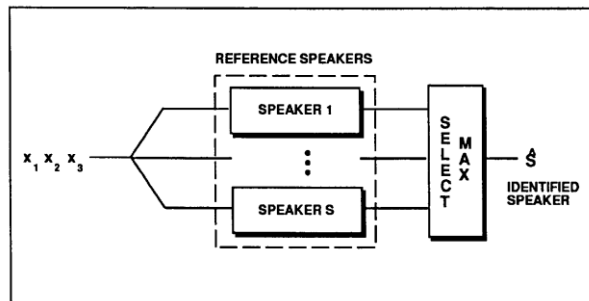 REFERENCE SPEAKERS
SPEAKER 1
X1 X2 X3
SELECT MAX
Ŝ
IDENTIFIED
SPEAKER
SPEAKER S